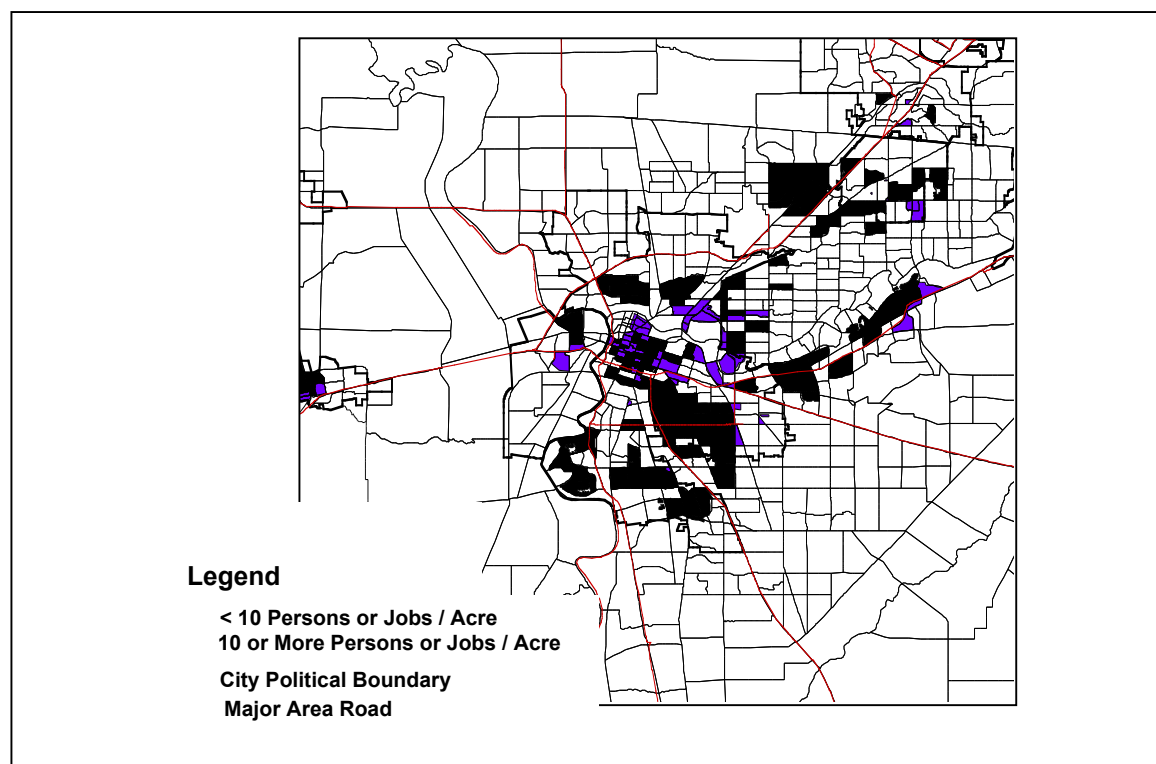 Legend
< 10 Persons or Jobs / Acre
10 or More Persons or Jobs / Acre
City Political Boundary
Major Area Road